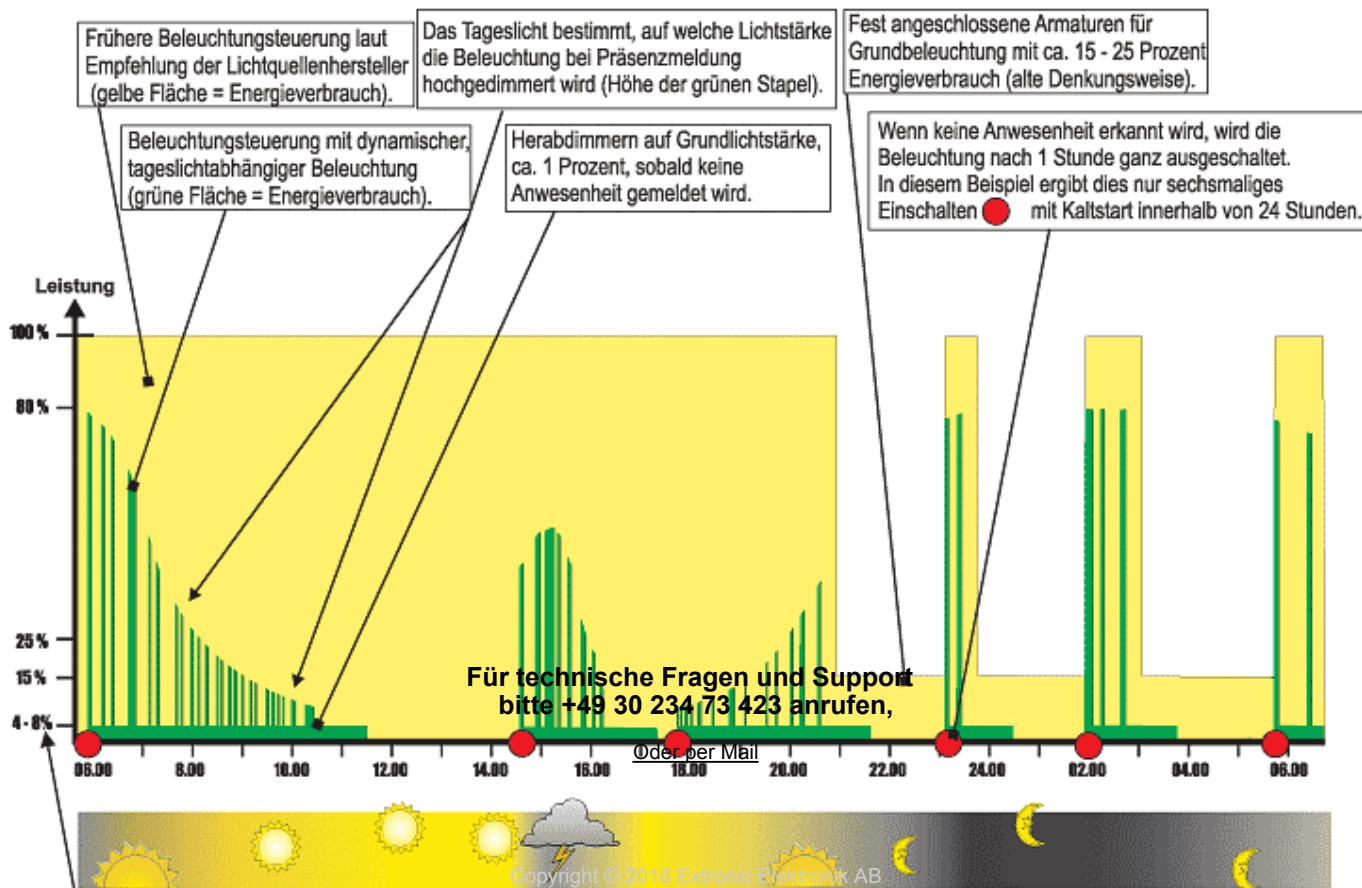 Frühere Beleuchtungsteuerung laut
Empfehlung der Lichtquellenhersteller
(gelbe Fläche = Energieverbrauch).
Das Tageslicht bestimmt, auf welche Lichtstärke
die Beleuchtung bei Präsenzmeldung
hochgedimmert wird (Höhe der grünen Stapel).
Fest angeschlossene Armaturen für
Grundbeleuchtung mit ca. 15 - 25 Prozent
Energieverbrauch (alte Denkungsweise).
Beleuchtungsteuerung mit dynamischer,
tageslichtabhängiger Beleuchtung
(grüne Fläche = Energieverbrauch).
Herabdimmern auf Grundlichtstärke,
ca. 1 Prozent, sobald keine
Anwesenheit gemeldet wird.
Wenn keine Anwesenheit erkannt wird, wird die
Beleuchtung nach 1 Stunde ganz ausgeschaltet.
In diesem Beispiel ergibt dies nur sechsmaliges
Einschalten mit Kaltstart innerhalb von 24 Stunden.
Leistung
100 %
80 %
25 %
15 %
4 - 8%
Für technische Fragen und Support
bitte +49 30 234 73 423 anrufen,
Oder per Mail
06.00 8.00 10.00 12.00 14.00 16.00 18.00 20.00 22.00 24.00 02.00 04.00 06.00
Copyright © 2016 Extronic Elektronik AB